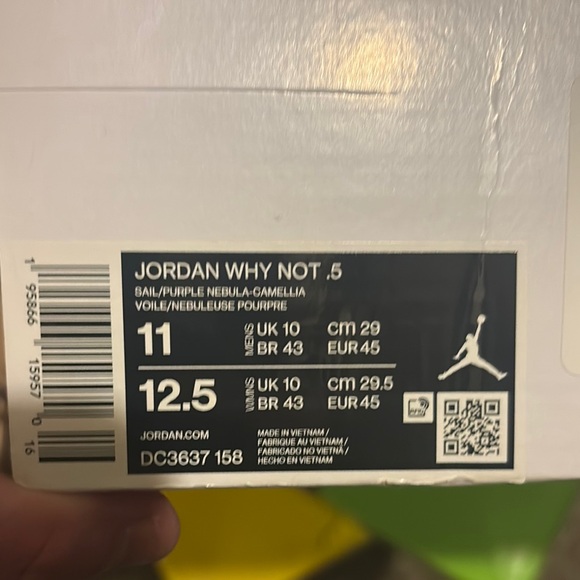 JORDAN WHY NOT .5
SAIL/PURPLE NEBULA-CAMELLIA
VOILE/NEBULEUSE POURPRE
11 MENS UK 10 CM 29
BR 43 EUR 45
12.5 WMNS UK 10 CM 29.5
BR 43 EUR 45
JORDAN.COM
DC3637 158
MADE IN VIETNAM /
FABRIQUE AU VIETNAM /
FABRICADO NO VIETNÃ /
HECHO EN VIETNAM
1 95866 15957 0 16